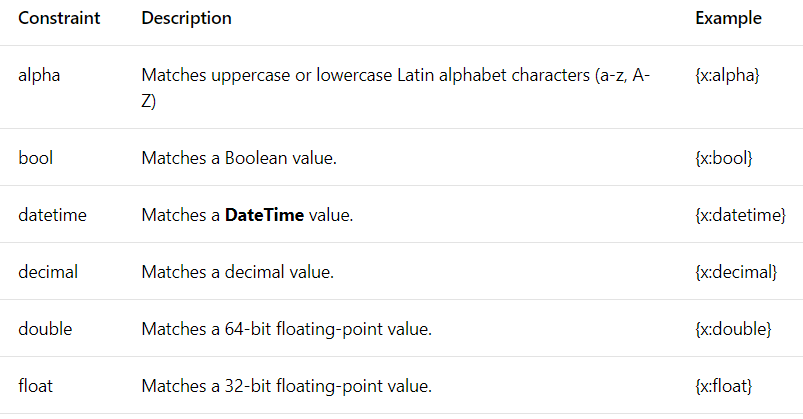 Constraint Description Example
alpha Matches uppercase or lowercase Latin alphabet characters (a-z, A- {x:alpha}
Z)
bool Matches a Boolean value. {x:bool}
datetime Matches a DateTime value. {x:datetime}
decimal Matches a decimal value. {x:decimal}
double Matches a 64-bit floating-point value. {x:double}
float Matches a 32-bit floating-point value. {x:float}